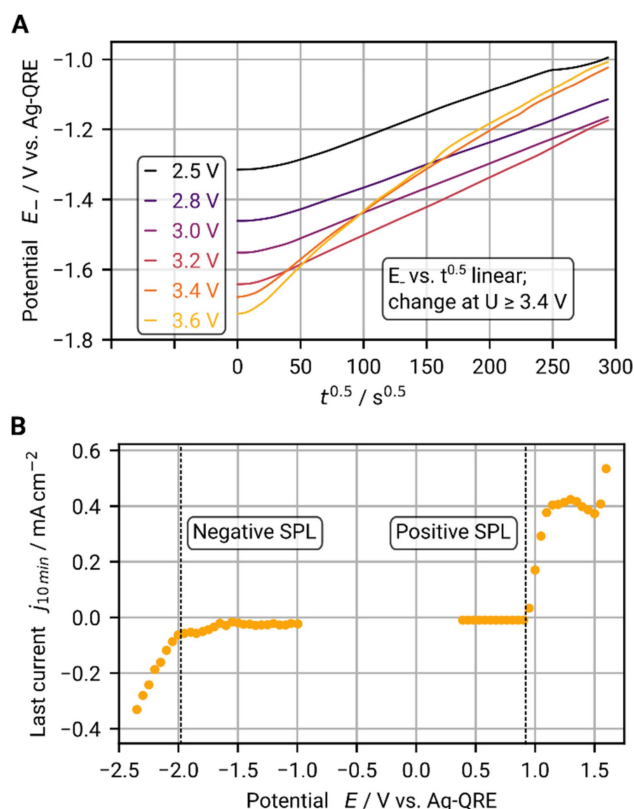 A
Potential E₋ / V vs. Ag-QRE
−1.0
−1.2
−1.4
−1.6
−1.8
2.5 V
2.8 V
3.0 V
3.2 V
3.4 V
3.6 V
E₋ vs. t⁰·⁵ linear;
change at U ≥ 3.4 V
0 50 100 150 200 250 300
t⁰·⁵ / s⁰·⁵
B
Last current j₁₀ ₘᵢₙ / mA cm⁻²
0.6
0.4
0.2
0.0
−0.2
−0.4
Negative SPL
Positive SPL
−2.5 −2.0 −1.5 −1.0 −0.5 0.0 0.5 1.0 1.5
Potential E / V vs. Ag-QRE